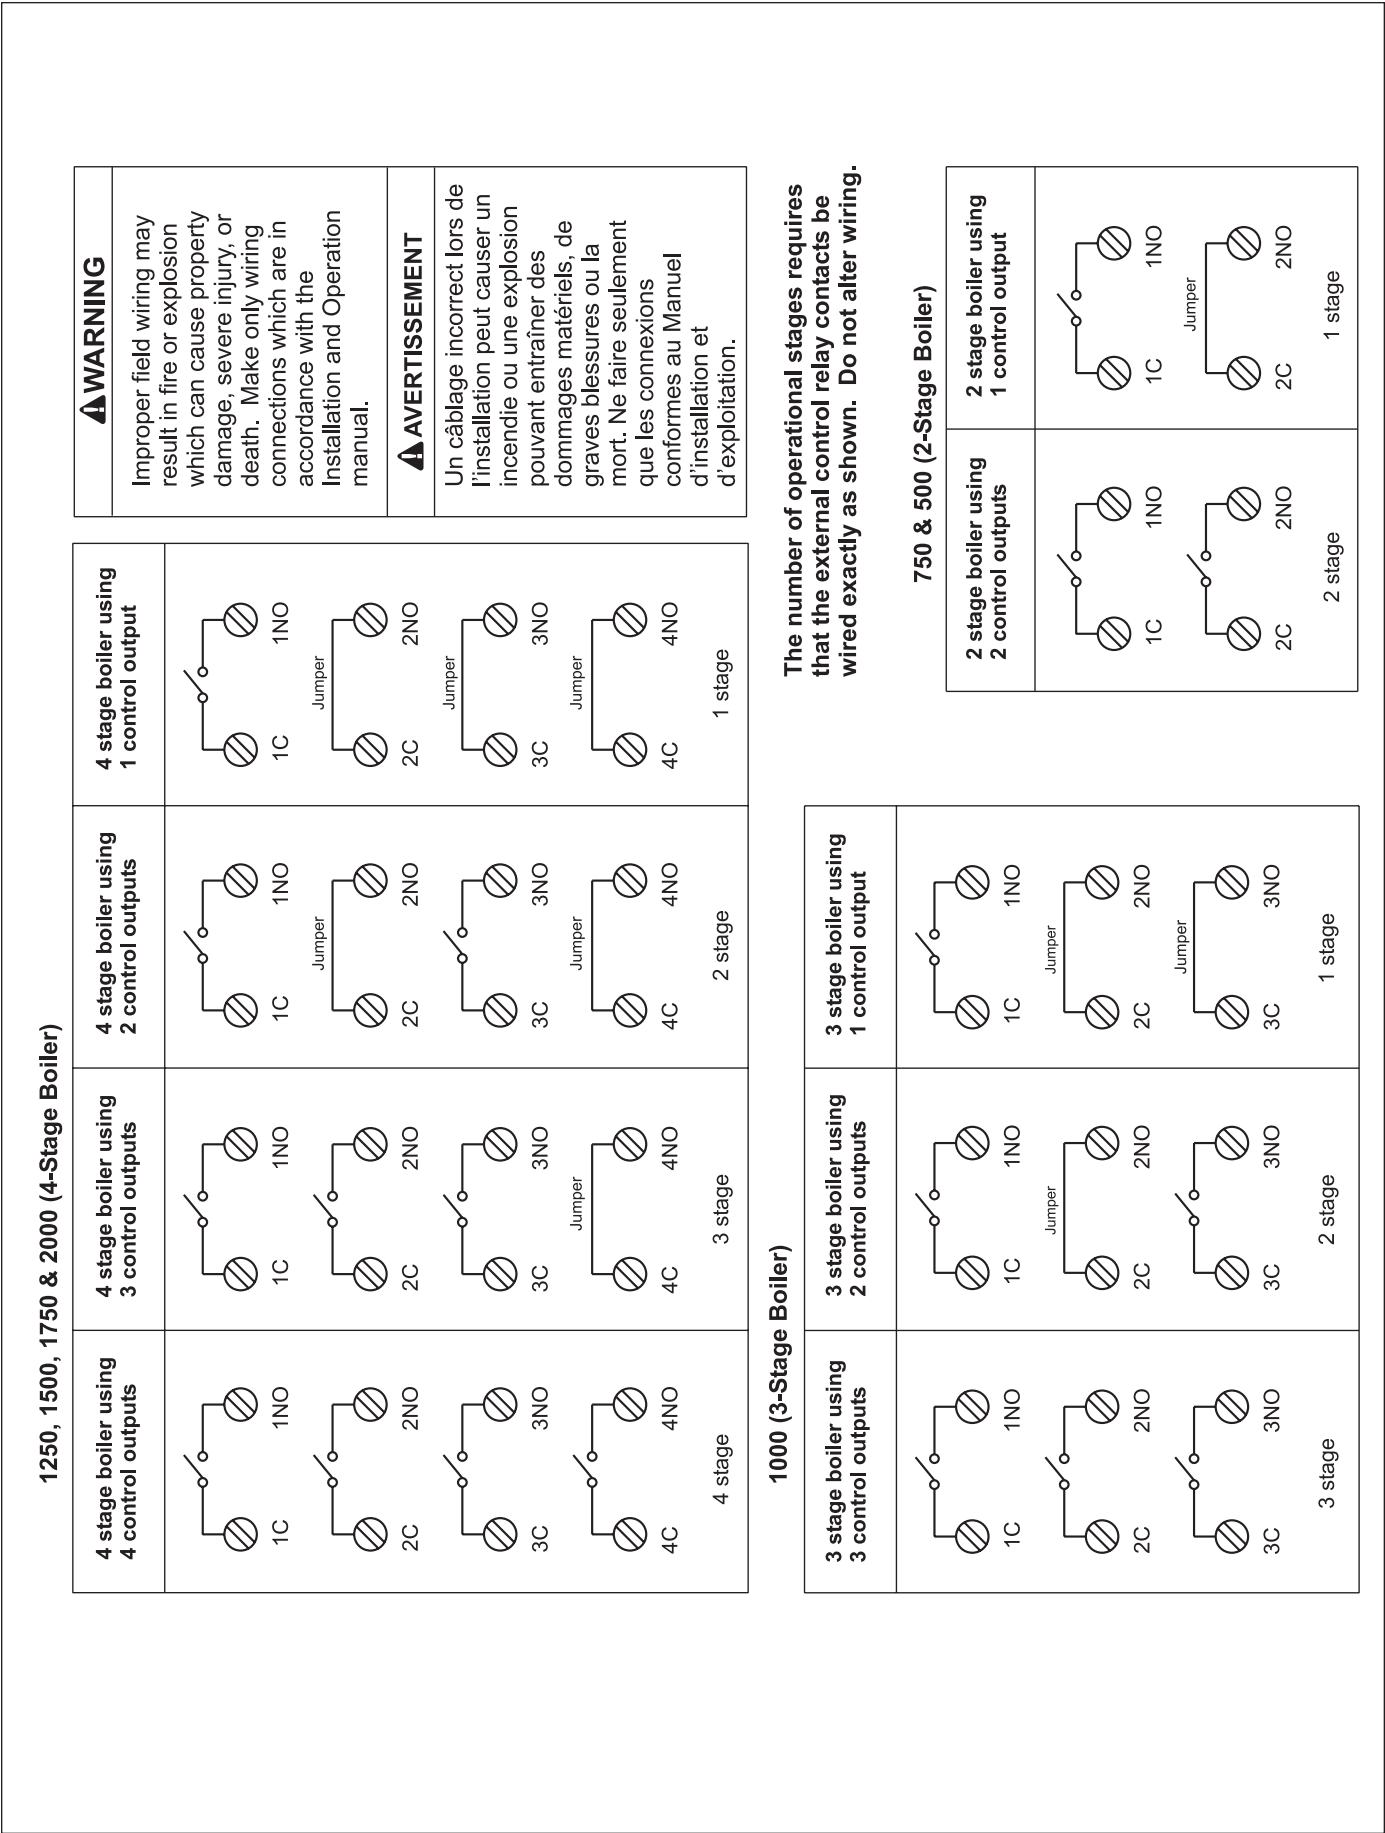 1250, 1500, 1750 & 2000 (4-Stage Boiler)
4 stage boiler using
4 control outputs
1C
1NO
2C
2NO
3C
3NO
4C
4NO
4 stage
4 stage boiler using
3 control outputs
1C
1NO
2C
2NO
3C
3NO
Jumper
4C
4NO
3 stage
4 stage boiler using
2 control outputs
1C
1NO
Jumper
2C
2NO
3C
3NO
Jumper
4C
4NO
2 stage
4 stage boiler using
1 control output
1C
1NO
Jumper
2C
2NO
Jumper
3C
3NO
Jumper
4C
4NO
1 stage
WARNING
Improper field wiring may
result in fire or explosion
which can cause property
damage, severe injury, or
death. Make only wiring
connections which are in
accordance with the
Installation and Operation
manual.
AVERTISSEMENT
Un câblage incorrect lors de
l'installation peut causer un
incendie ou une explosion
pouvant entraîner des
dommages matériels, de
graves blessures ou la
mort. Ne faire seulement
que les connexions
conformes au Manuel
d'installation et
d'exploitation.
1000 (3-Stage Boiler)
3 stage boiler using
3 control outputs
1C
1NO
2C
2NO
3C
3NO
3 stage
3 stage boiler using
2 control outputs
1C
1NO
Jumper
2C
2NO
3C
3NO
2 stage
3 stage boiler using
1 control output
1C
1NO
Jumper
2C
2NO
Jumper
3C
3NO
1 stage
The number of operational stages requires
that the external control relay contacts be
wired exactly as shown. Do not alter wiring.
750 & 500 (2-Stage Boiler)
2 stage boiler using
2 control outputs
1C
1NO
2C
2NO
2 stage
2 stage boiler using
1 control output
1C
1NO
Jumper
2C
2NO
1 stage